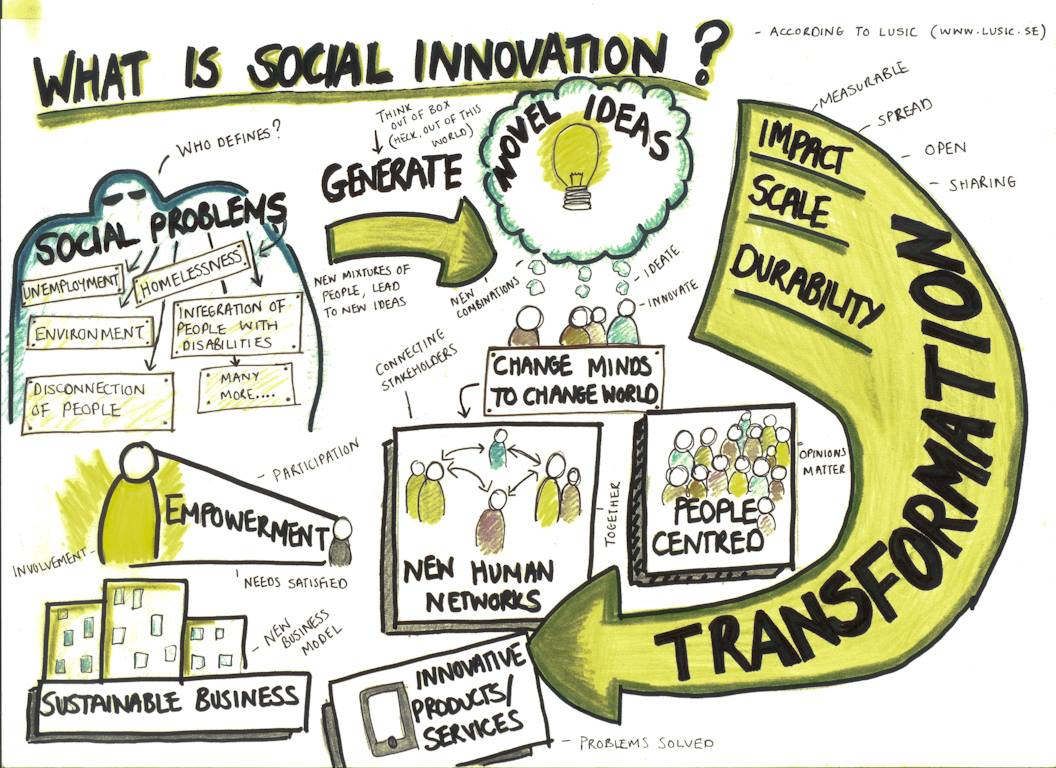 WHAT IS SOCIAL INNOVATION?
- ACCORDING TO LUSIC (WWW.LUSIC.SE)
WHO DEFINES?
SOCIAL PROBLEMS
UNEMPLOYMENT
HOMELESSNESS
ENVIRONMENT
INTEGRATION OF
PEOPLE WITH
DISABILITIES
DISCONNECTION
OF PEOPLE
MANY
MORE....
THINK
OUT OF BOX
(HECK, OUT OF THIS
WORLD)
GENERATE
NEW MIXTURES OF
PEOPLE, LEAD
TO NEW IDEAS
NOVEL IDEAS
NEW
COMBINATIONS
- IDEATE
- INNOVATE
CHANGE MINDS
TO CHANGE WORLD
- MEASURABLE
- SPREAD
- OPEN
- SHARING
IMPACT
SCALE
DURABILITY
TRANSFORMATION
EMPOWERMENT
- PARTICIPATION
INVOLVEMENT -
NEEDS SATISFIED
CONNECTING
STAKEHOLDERS
NEW HUMAN
NETWORKS
TOGETHER
PEOPLE
CENTRED
OPINIONS
MATTER
SUSTAINABLE BUSINESS
- NEW
BUSINESS
MODEL
INNOVATIVE
PRODUCTS/
SERVICES
- PROBLEMS SOLVED